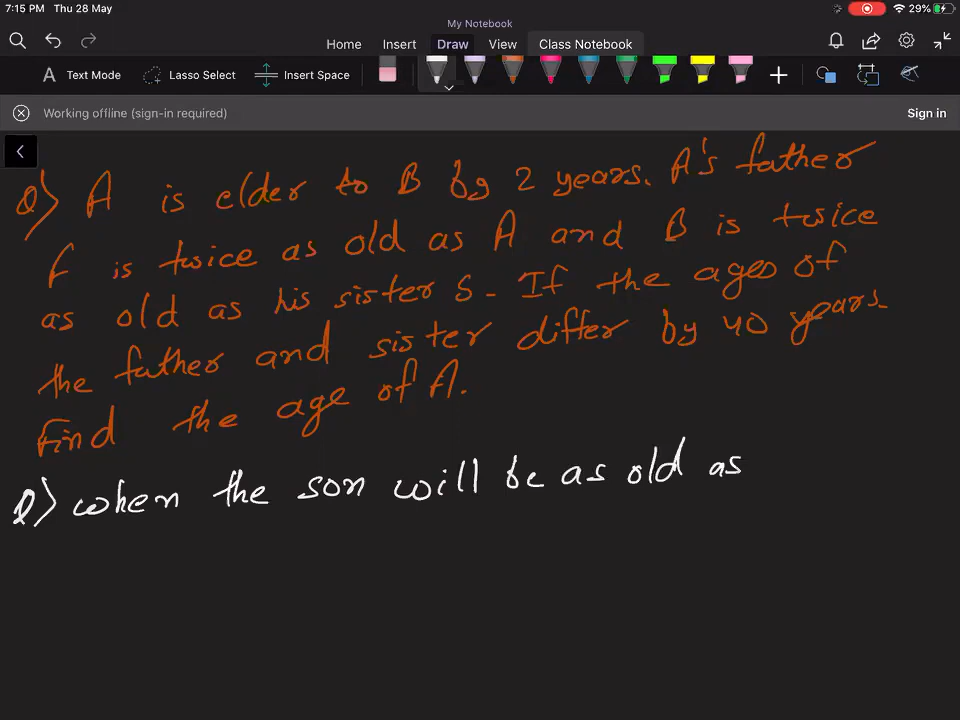 7:15 PM Thu 28 May
29%
My Notebook
Home Insert Draw View Class Notebook
Text Mode Lasso Select Insert Space
Working offline (sign-in required) Sign in
Q) A is elder to B by 2 years. A's father
F is twice as old as A and B is twice
as old as his sister S. If the ages of
the father and sister differ by 40 years.
Find the age of A.
Q) when the son will be as old as